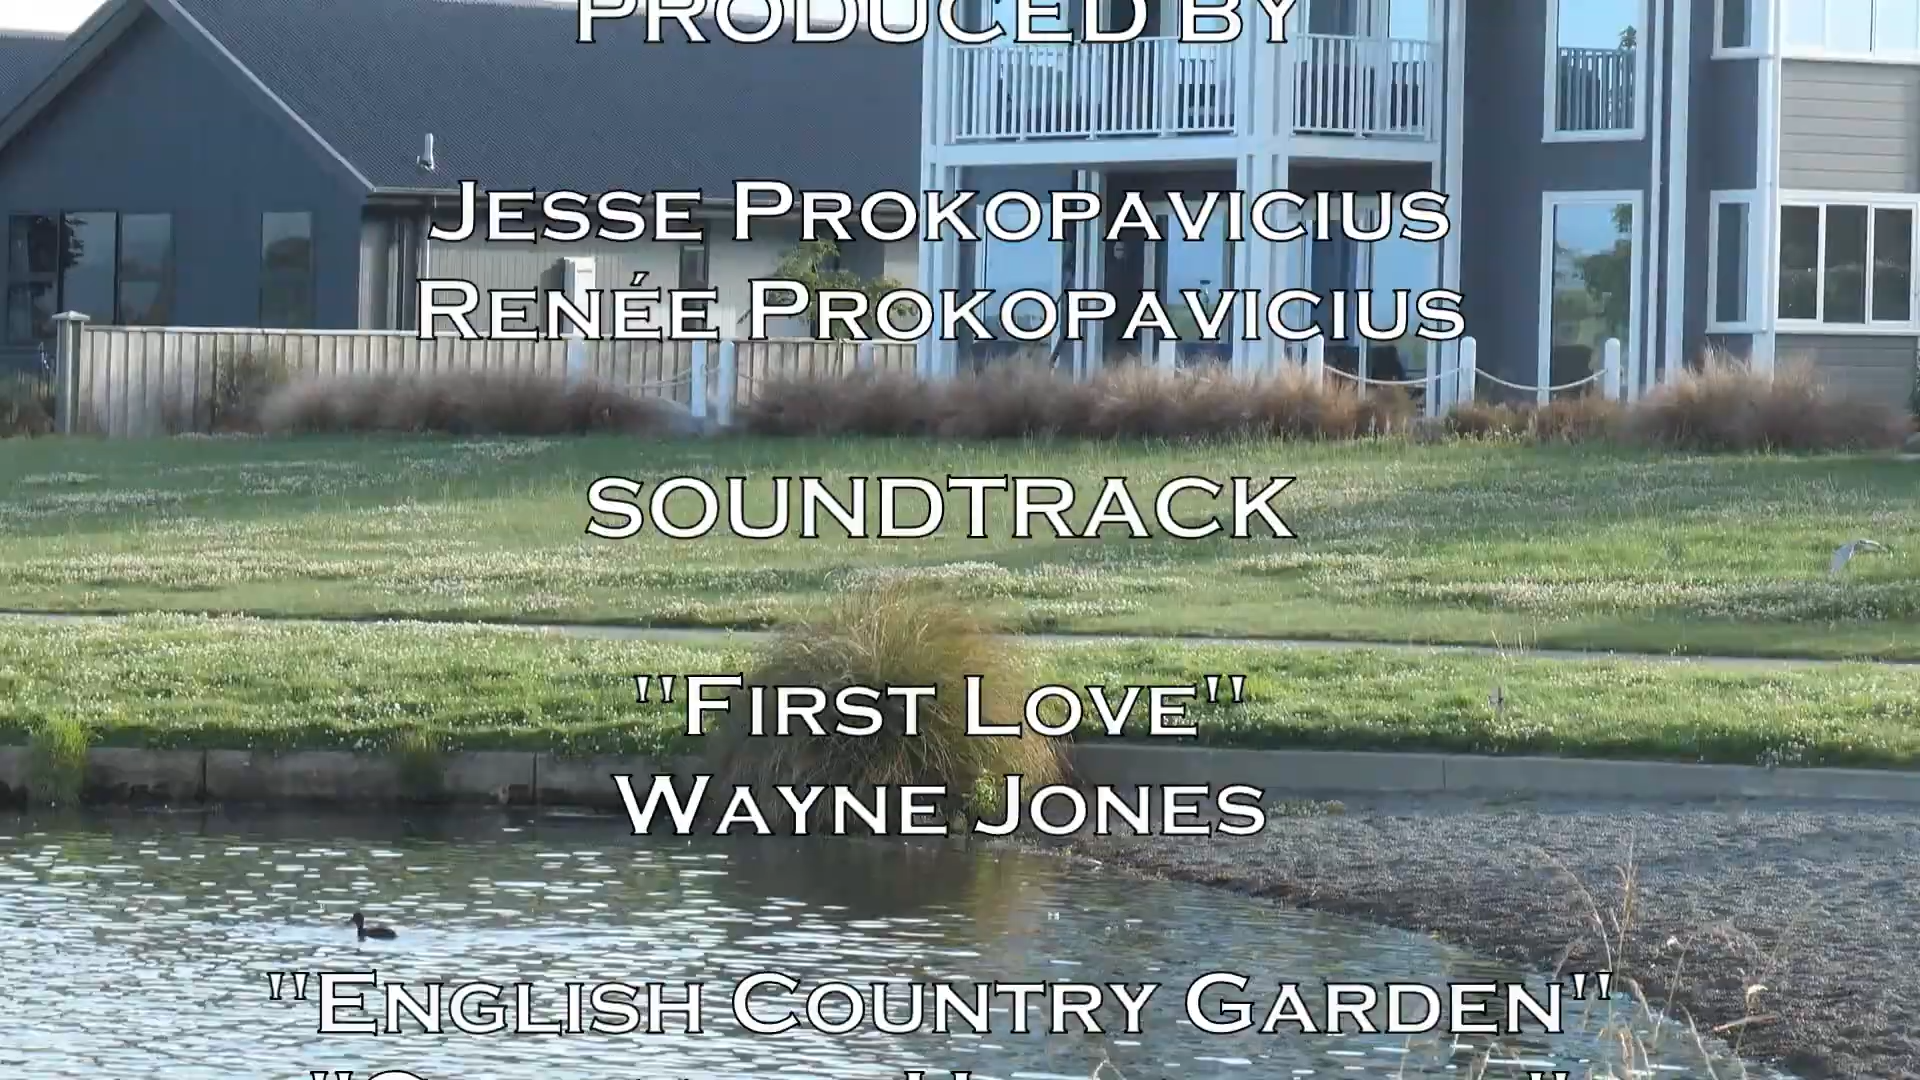 PRODUCED BY
JESSE PROKOPAVICIUS
RENÉE PROKOPAVICIUS
SOUNDTRACK
"FIRST LOVE"
WAYNE JONES
"ENGLISH COUNTRY GARDEN"